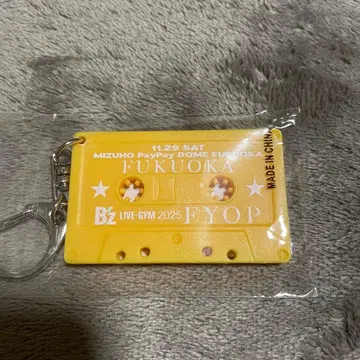 11.29 SAT
MIZUHO PayPay DOME FUKUOKA
FUKUOKA
B'z LIVE-GYM 2025 FYOP
MADE IN CHINA